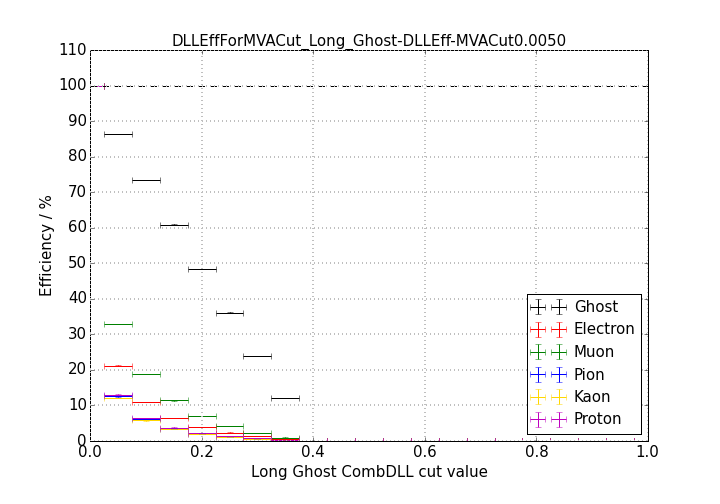 DLLEffForMVACut_Long_Ghost-DLLEff-MVACut0.0050
110
100
90
80
70
60
50
40
30
20
10
0
Efficiency / %
Ghost
Electron
Muon
Pion
Kaon
Proton
0.0 0.2 0.4 0.6 0.8 1.0
Long Ghost CombDLL cut value